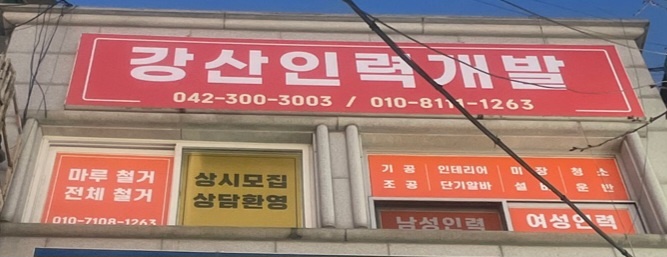 강산인력개발
042-300-3003 / 010-8111-1263
마루 철거
전체 철거
010-7108-1263
상시모집
상담환영
기공 인테리어 미장 청소
조공 단기알바 설비 운반
남성인력
여성인력